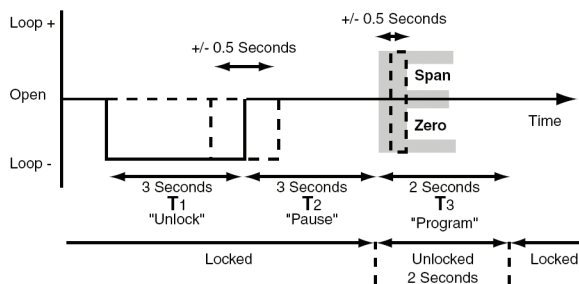 Loop +
+/- 0.5 Seconds
+/- 0.5 Seconds
Span
Open
Zero
Time
Loop -
3 Seconds
3 Seconds
2 Seconds
T1
T2
T3
"Unlock"
"Pause"
"Program"
Locked
Unlocked
Locked
2 Seconds